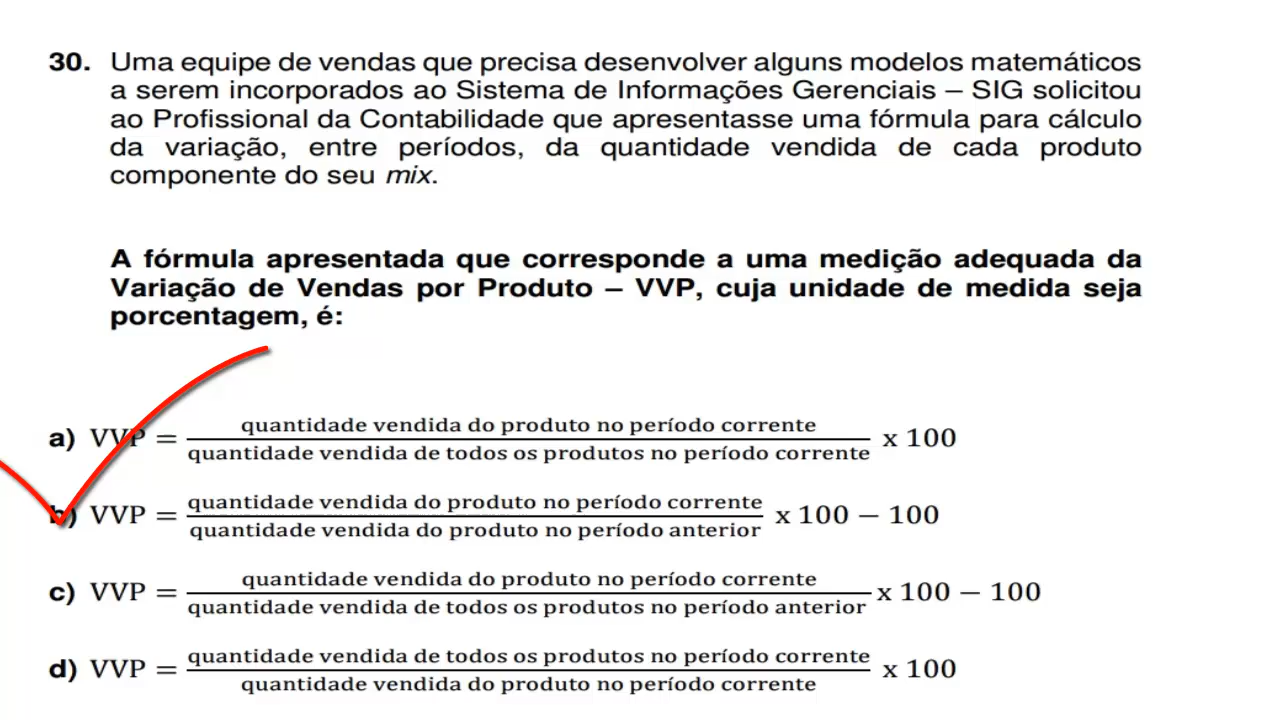 30. Uma equipe de vendas que precisa desenvolver alguns modelos matemáticos
a serem incorporados ao Sistema de Informações Gerenciais – SIG solicitou
ao Profissional da Contabilidade que apresentasse uma fórmula para cálculo
da variação, entre períodos, da quantidade vendida de cada produto
componente do seu mix.
A fórmula apresentada que corresponde a uma medição adequada da
Variação de Vendas por Produto – VVP, cuja unidade de medida seja
porcentagem, é:
quantidade vendida do produto no período corrente
a) VVP = x 100
quantidade vendida de todos os produtos no período corrente
quantidade vendida do produto no período corrente
b) VVP = x 100 – 100
quantidade vendida do produto no período anterior
quantidade vendida do produto no período corrente
c) VVP = x 100 – 100
quantidade vendida de todos os produtos no período anterior
quantidade vendida de todos os produtos no período corrente
d) VVP = x 100
quantidade vendida do produto no período corrente